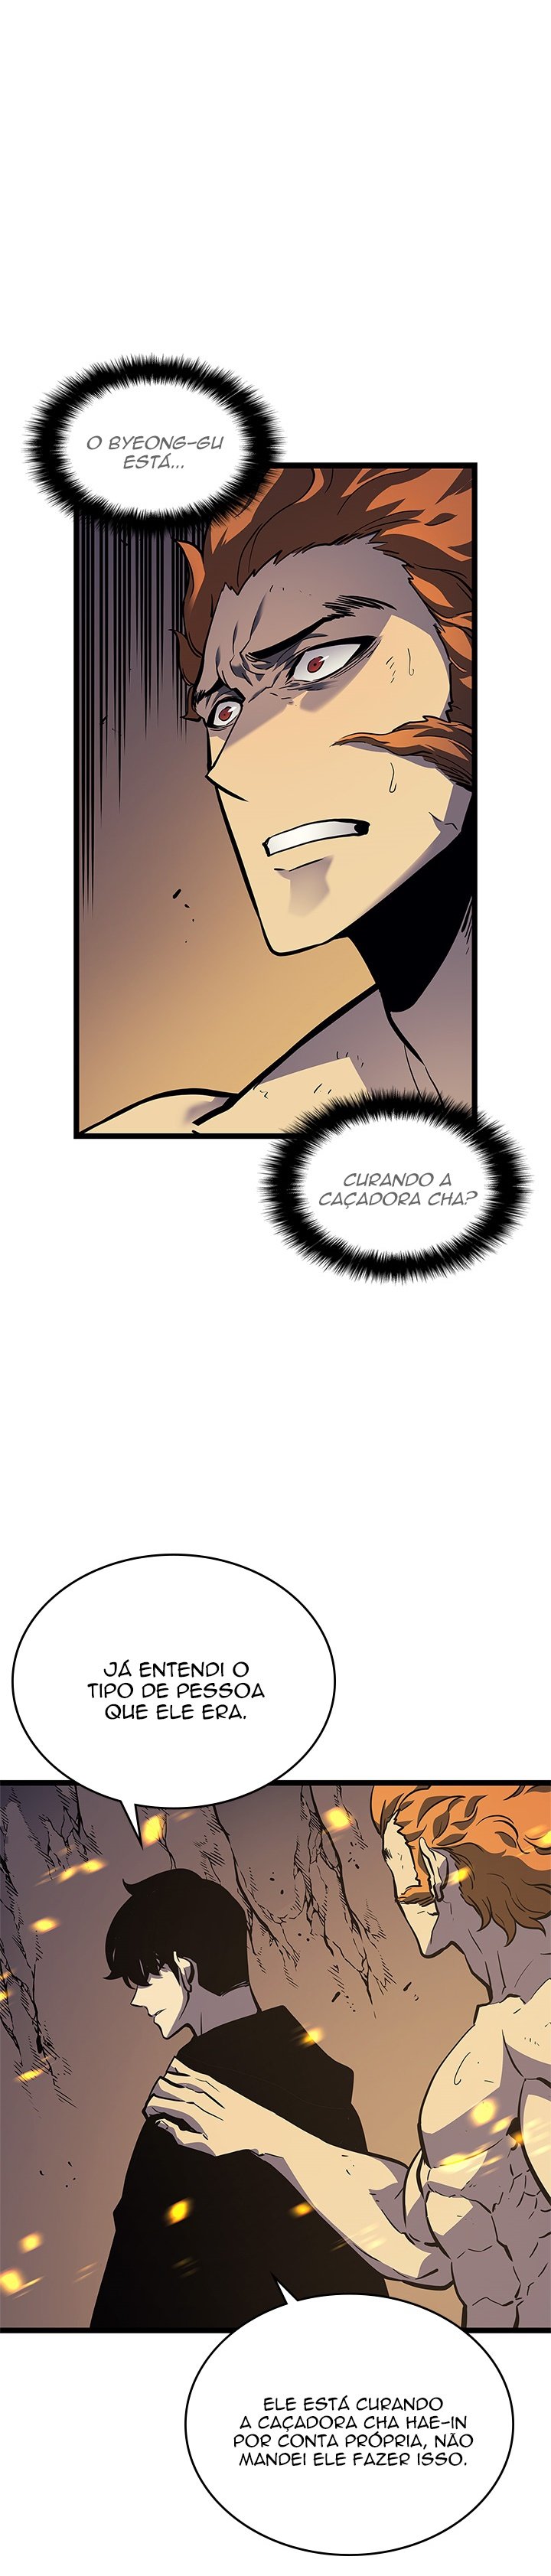 O BYEONG-GU
ESTÁ...
CURANDO A
CAÇADORA CHA?
JÁ ENTENDI O
TIPO DE PESSOA
QUE ELE ERA.
ELE ESTÁ CURANDO
A CAÇADORA CHA HAE-IN
POR CONTA PRÓPRIA, NÃO
MANDEI ELE FAZER ISSO.